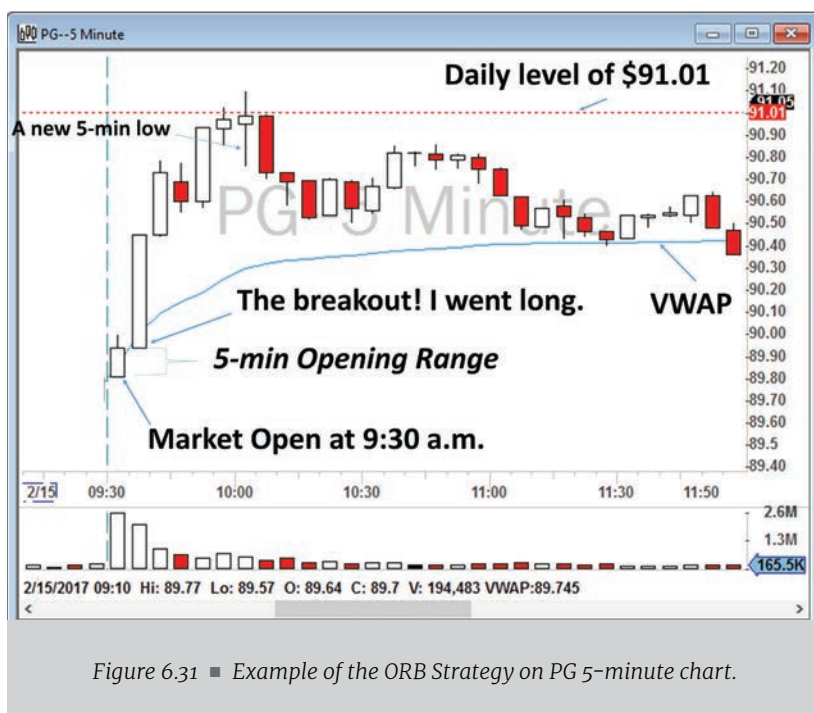 PG--5 Minute
Daily level of $91.01
A new 5-min low
PG--5 Minute
The breakout! I went long.
VWAP
5-min Opening Range
Market Open at 9:30 a.m.
91.20
91.10
91.05
91.01
90.90
90.80
90.70
90.60
90.50
90.40
90.30
90.20
90.10
90.00
89.90
89.80
89.70
89.60
89.5
89.40
2/15 09:30 10:00 10:30 11:00 11:30 11:50
2.6M
1.3M
165.5K
2/15/2017 09:10 Hi: 89.77 Lo: 89.57 O: 89.64 C: 89.7 V: 194,483 VWAP:89.745
Figure 6.31 ■ Example of the ORB Strategy on PG 5-minute chart.